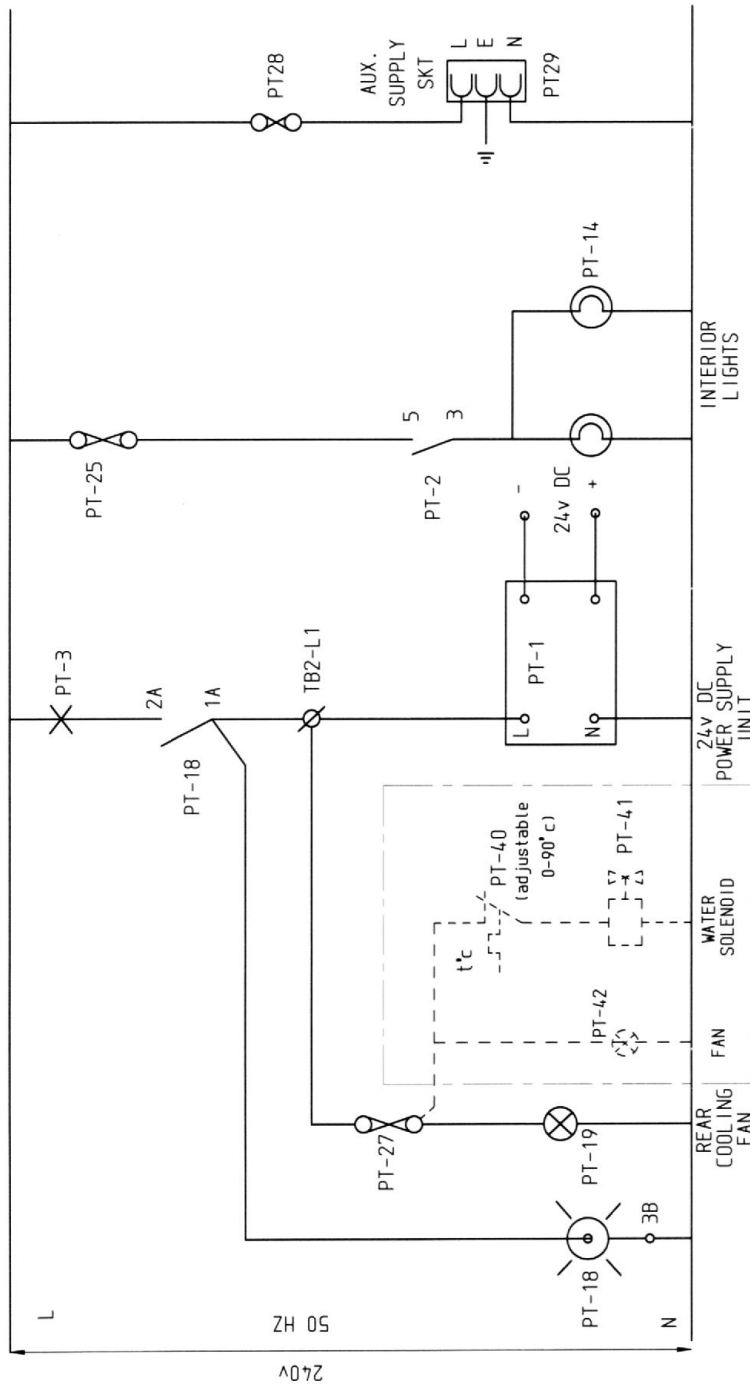 L
240v
50 HZ
N
PT-18
3B
PT-27
PT-19
REAR
COOLING
FAN
PT-42
FAN
t°c
PT-40
(adjustable
0-90°c)
PT-41
WATER
SOLENOID
PT-3
2A
1A
PT-18
TB2-L1
L
N
PT-1
-
24v DC
+
24v DC
POWER SUPPLY
UNIT
PT-25
5
3
PT-2
PT-14
INTERIOR
LIGHTS
PT28
AUX.
SUPPLY
SKT
L
E
N
PT29